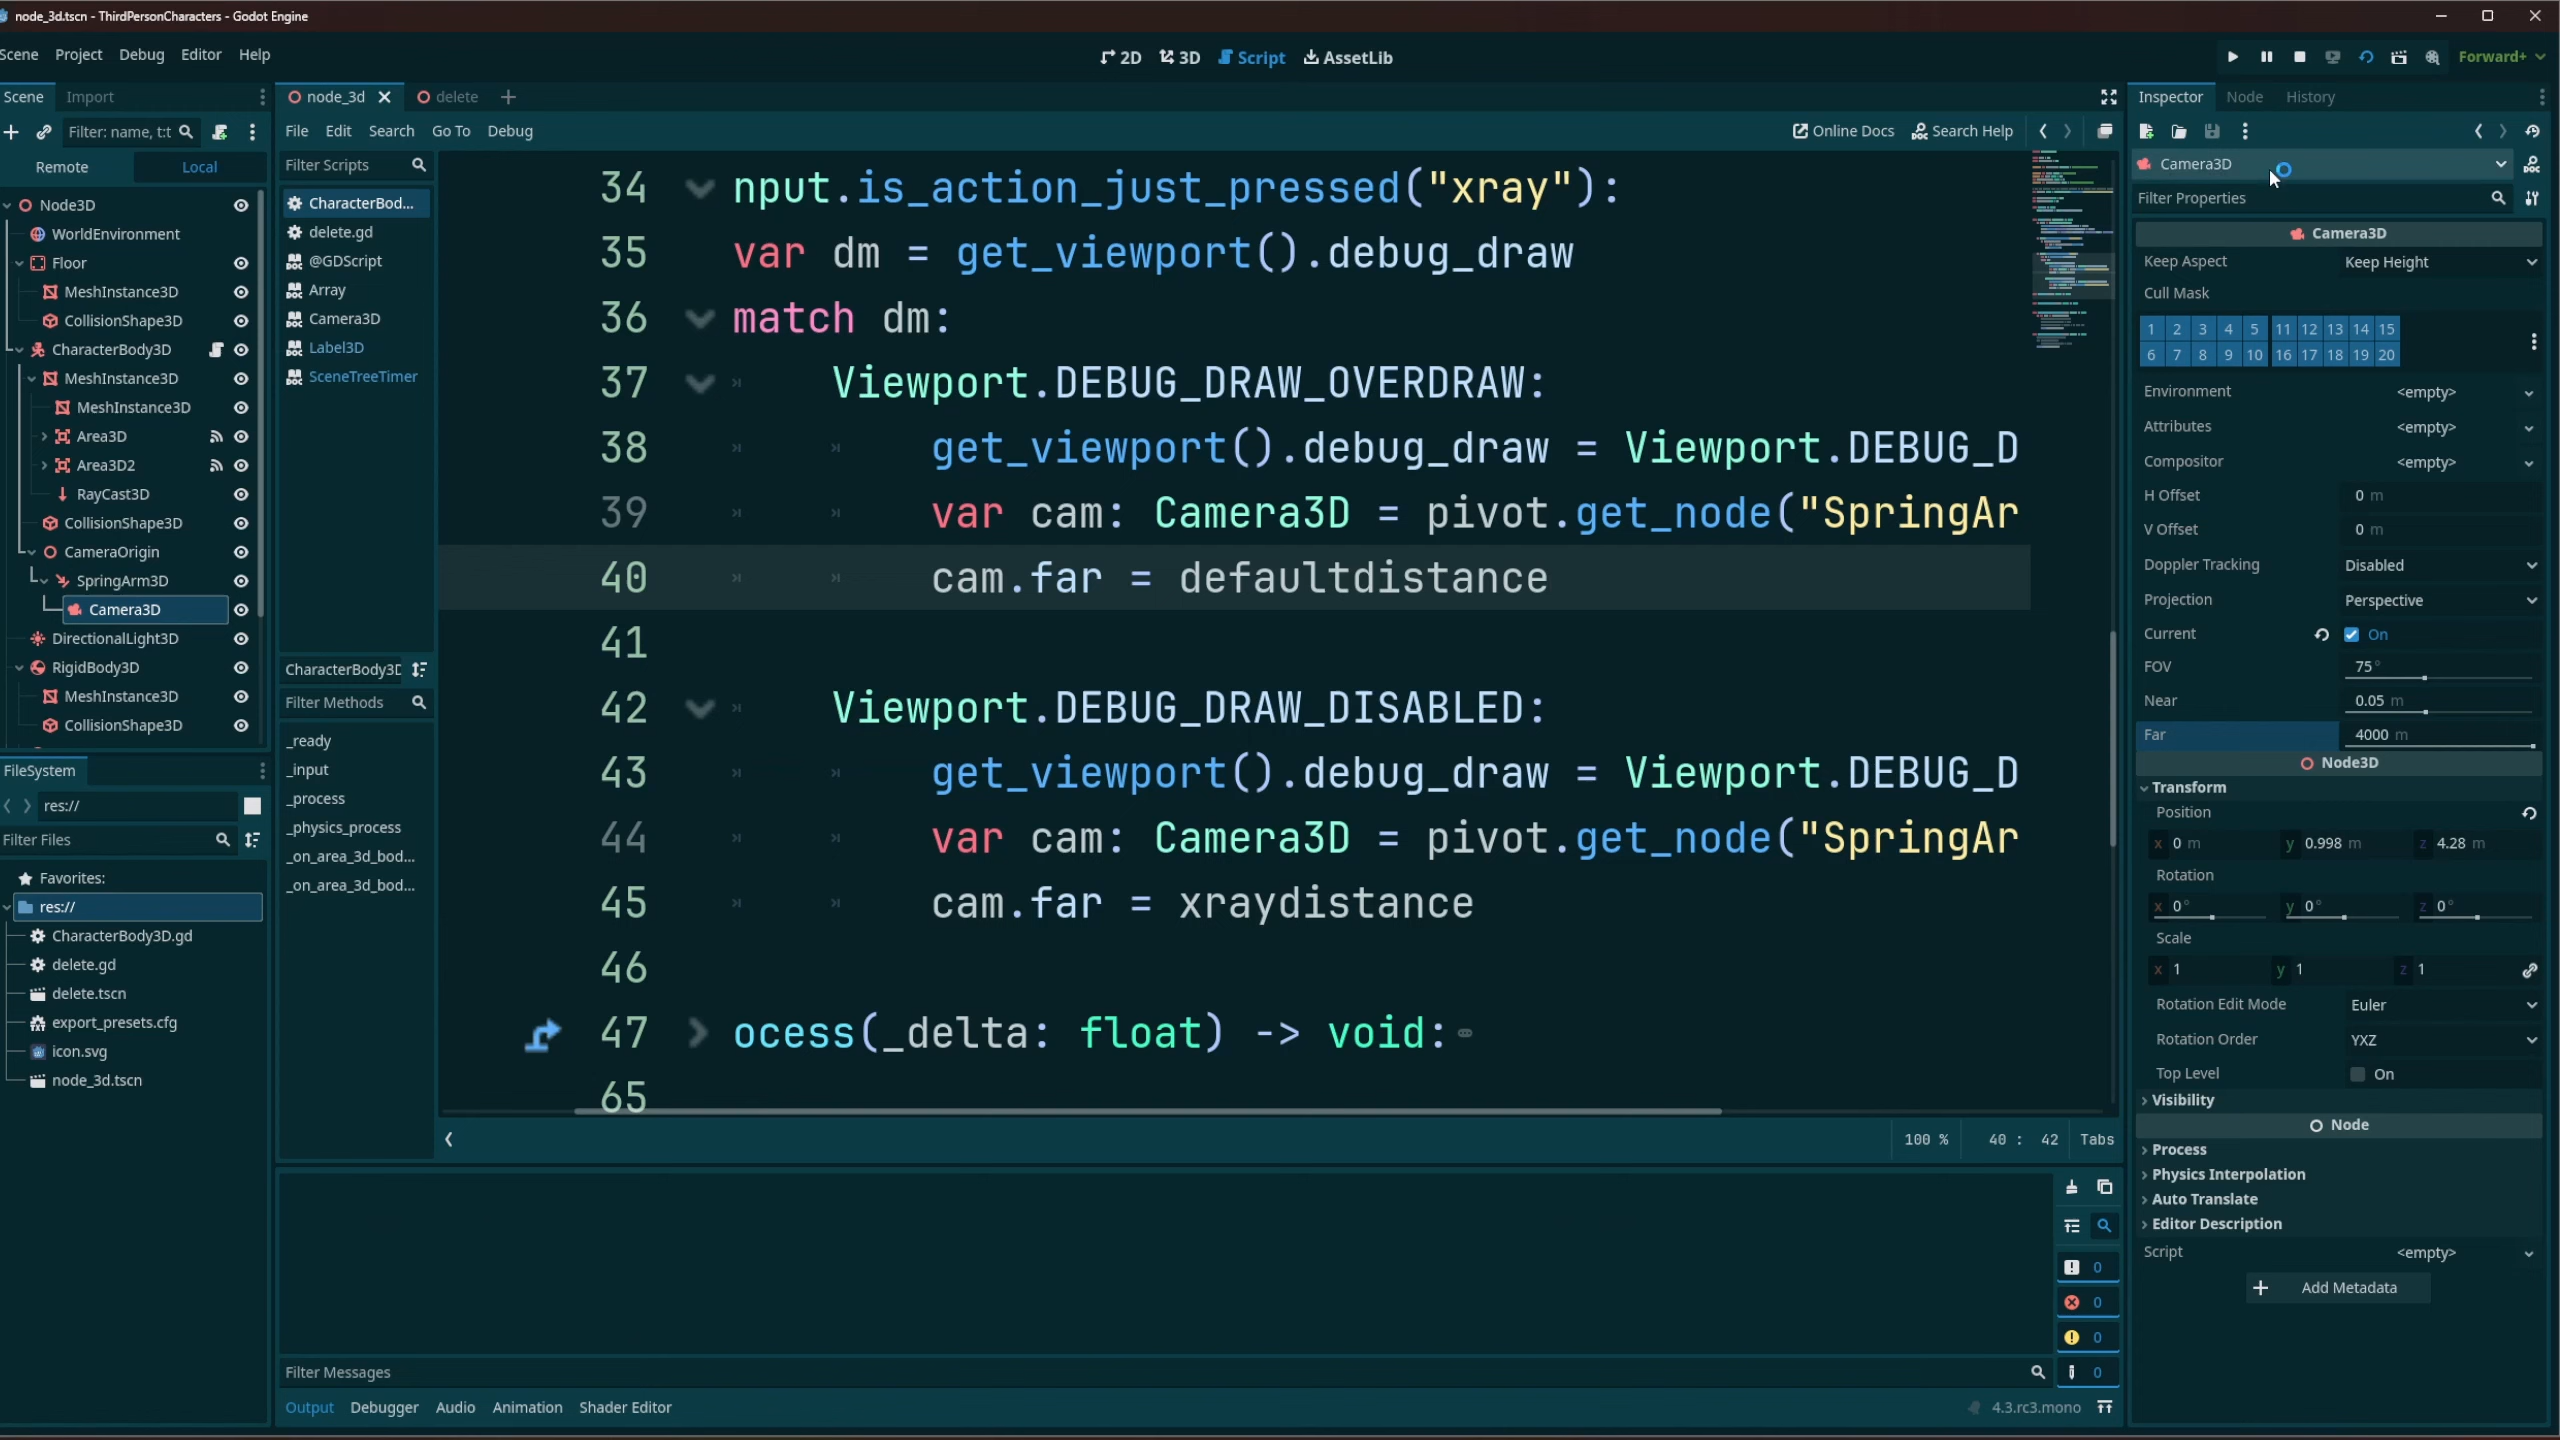 node_3d.tscn - ThirdPersonCharacters - Godot Engine
Scene Project Debug Editor Help
2D 3D Script AssetLib
Forward+
Scene Import
Filter: name, t:t
Remote Local
Node3D
WorldEnvironment
Floor
MeshInstance3D
CollisionShape3D
CharacterBody3D
MeshInstance3D
MeshInstance3D
Area3D
Area3D2
RayCast3D
CollisionShape3D
CameraOrigin
SpringArm3D
Camera3D
DirectionalLight3D
RigidBody3D
MeshInstance3D
CollisionShape3D
FileSystem
res://
Filter Files
Favorites:
res://
CharacterBody3D.gd
delete.gd
delete.tscn
export_presets.cfg
icon.svg
node_3d.tscn
node_3d delete
File Edit Search Go To Debug
Online Docs Search Help
Filter Scripts
CharacterBod...
delete.gd
@GDScript
Array
Camera3D
Label3D
SceneTreeTimer
CharacterBody3D
Filter Methods
_ready
_input
_process
_physics_process
_on_area_3d_bod...
_on_area_3d_bod...
34 nput.is_action_just_pressed("xray"):
35 var dm = get_viewport().debug_draw
36 match dm:
37 Viewport.DEBUG_DRAW_OVERDRAW:
38 get_viewport().debug_draw = Viewport.DEBUG_D
39 var cam: Camera3D = pivot.get_node("SpringAr
40 cam.far = defaultdistance
41
42 Viewport.DEBUG_DRAW_DISABLED:
43 get_viewport().debug_draw = Viewport.DEBUG_D
44 var cam: Camera3D = pivot.get_node("SpringAr
45 cam.far = xraydistance
46
47 ocess(_delta: float) -> void:
65
100 % 40 : 42 Tabs
0
0
0
0
Filter Messages
Output Debugger Audio Animation Shader Editor
4.3.rc3.mono
Inspector Node History
Camera3D
Filter Properties
Camera3D
Keep Aspect Keep Height
Cull Mask
1 2 3 4 5 11 12 13 14 15
6 7 8 9 10 16 17 18 19 20
Environment <empty>
Attributes <empty>
Compositor <empty>
H Offset 0 m
V Offset 0 m
Doppler Tracking Disabled
Projection Perspective
Current On
FOV 75°
Near 0.05 m
Far 4000 m
Node3D
Transform
Position
x 0 m y 0.998 m z 4.28 m
Rotation
x 0° y 0° z 0°
Scale
x 1 y 1 z 1
Rotation Edit Mode Euler
Rotation Order YXZ
Top Level On
Visibility
Node
Process
Physics Interpolation
Auto Translate
Editor Description
Script <empty>
Add Metadata